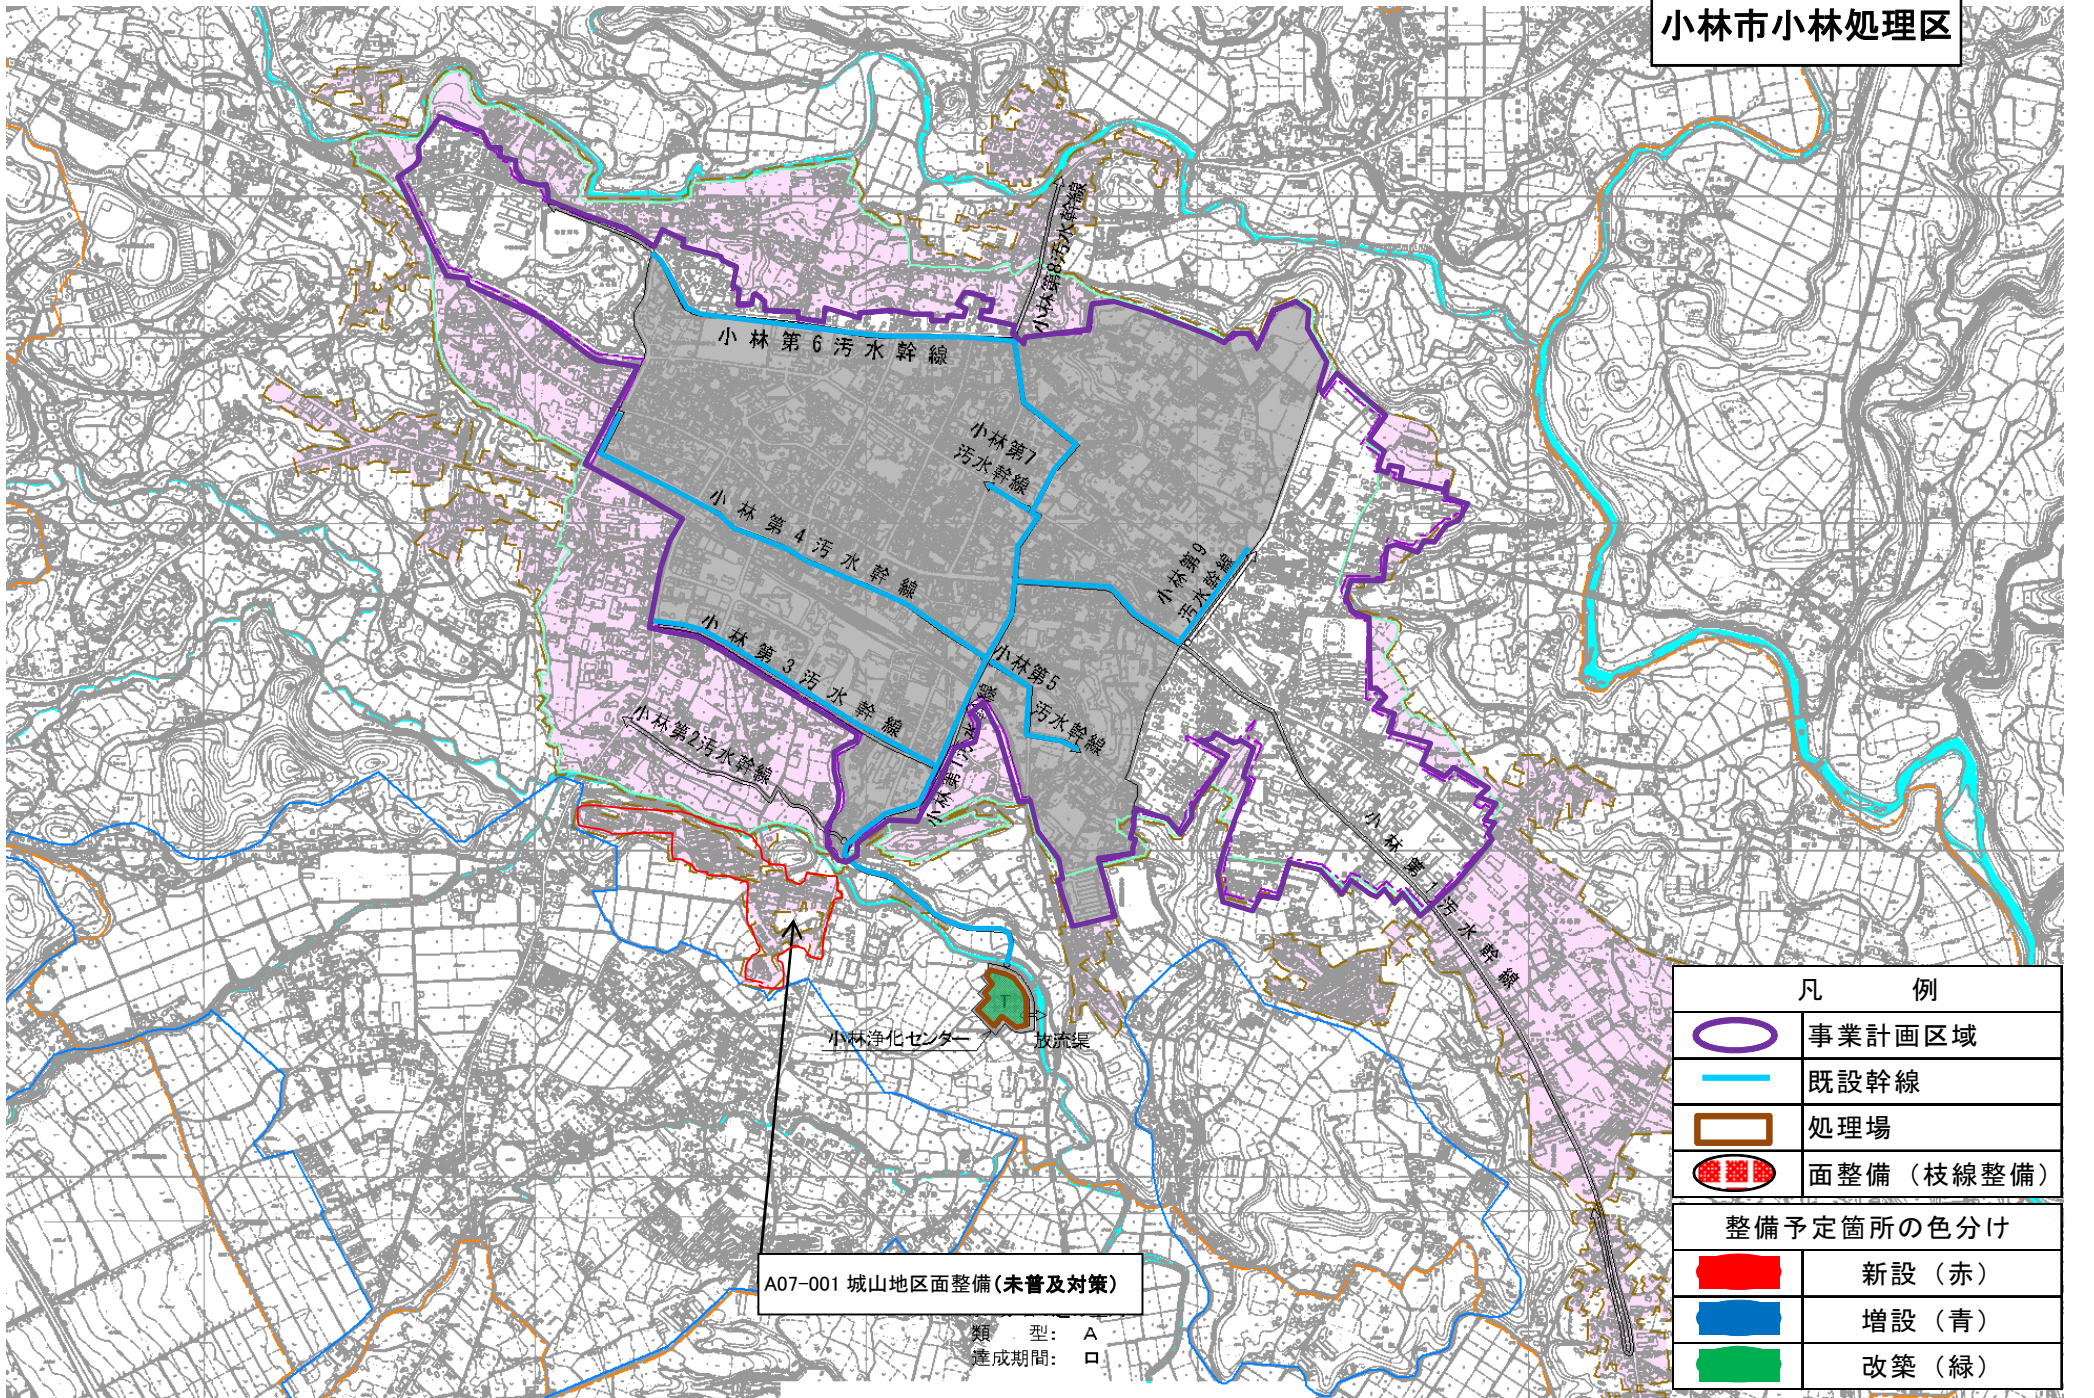 小林市小林処理区
小林第8汚水幹線
小林第6汚水幹線
小林第7
汚水幹線
小林第4汚水幹線
小林第9
汚水幹線
小林第3汚水幹線
小林第5
汚水幹線
小林第2汚水幹線
小林第1汚水幹線
小林第1汚水幹線
T
小林浄化センター
放流渠
A07-001 城山地区面整備(未普及対策)
類 型: A
達成期間: ロ
凡 例
事業計画区域
既設幹線
処理場
面整備(枝線整備)
整備予定箇所の色分け
新設(赤)
増設(青)
改築(緑)